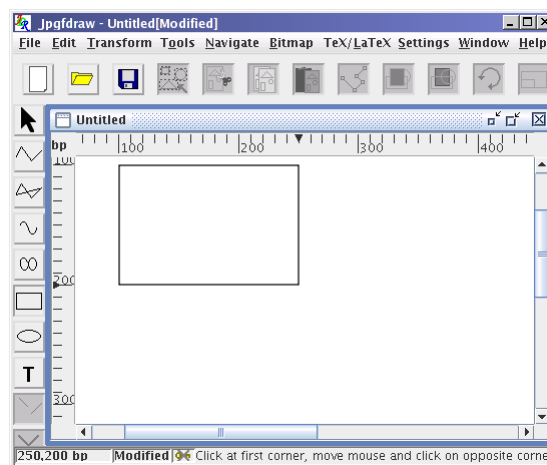 Jpgfdraw - Untitled[Modified]
File Edit Transform Tools Navigate Bitmap TeX/LaTeX Settings Window Help
Untitled
bp
100 200 300 400
100
200
T
300
250,200 bp Modified Click at first corner, move mouse and click on opposite corne